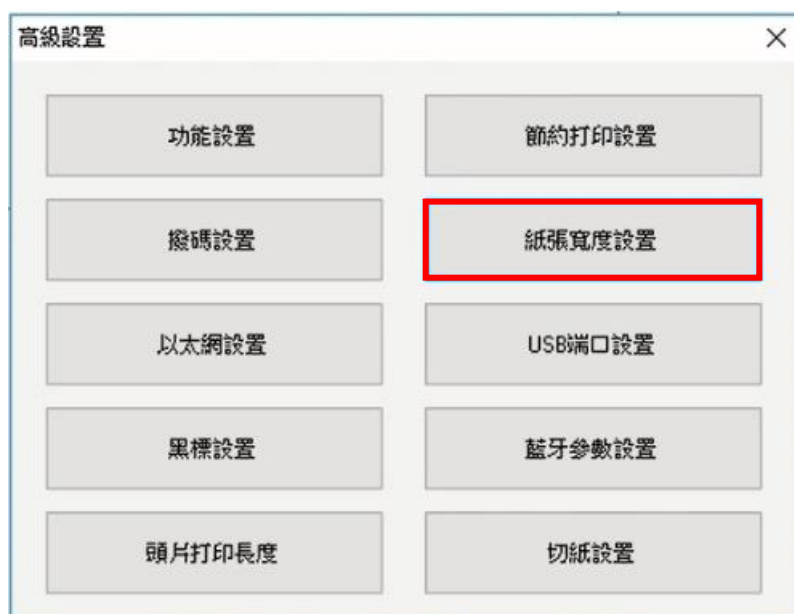 高級設置
功能設置
節約打印設置
撥碼設置
紙張寬度設置
以太網設置
USB端口設置
黑標設置
藍牙參數設置
頭片打印長度
切紙設置